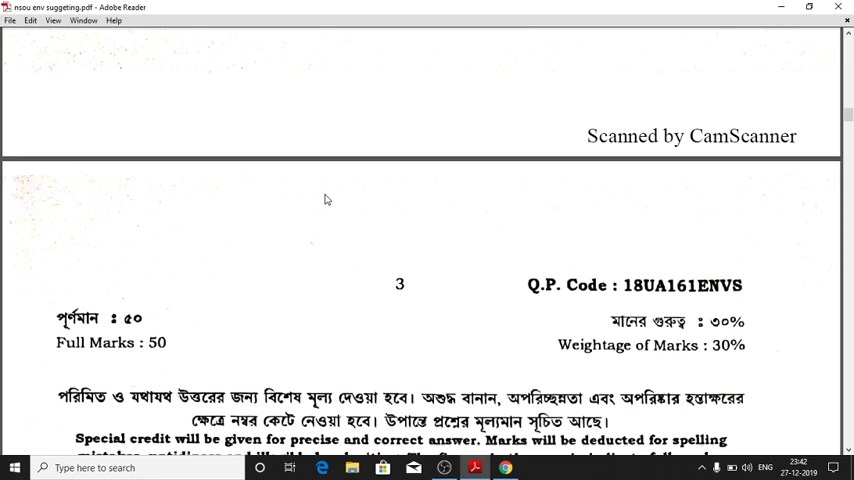 nsou env suggeting.pdf - Adobe Reader
File Edit View Window Help
Scanned by CamScanner
3
Q.P. Code : 18UA161ENVS
পূর্ণমান : ৫০
মানের গুরুত্ব : ৩০%
Full Marks : 50
Weightage of Marks : 30%
পরিমিত ও যথাযথ উত্তরের জন্য বিশেষ মূল্য দেওয়া হবে। অশুদ্ধ বানান, অপরিচ্ছন্নতা এবং অপরিষ্কার হস্তাক্ষরের
ক্ষেত্রে নম্বর কেটে নেওয়া হবে। উপান্তে প্রশ্নের মূল্যমান সূচিত আছে।
Special credit will be given for precise and correct answer. Marks will be deducted for spelling
Type here to search
ENG
23:42
27-12-2019